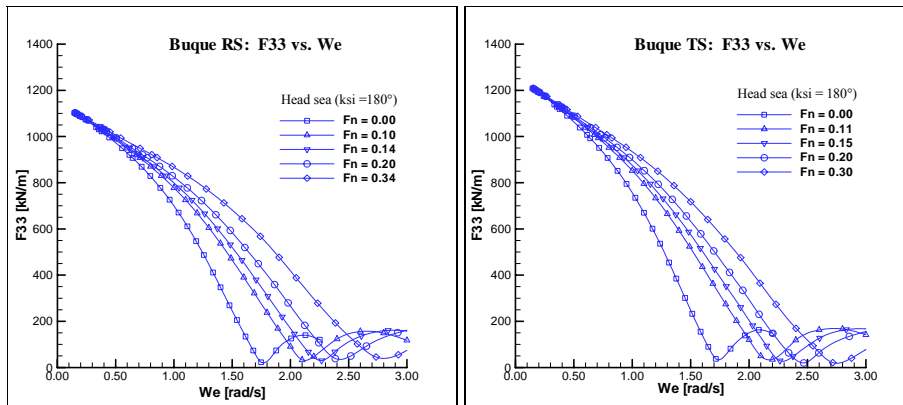 Buque RS: F33 vs. We
Head sea (ksi =180°)
Fn = 0.00
Fn = 0.10
Fn = 0.14
Fn = 0.20
Fn = 0.34
F33 [kN/m]
1400
1200
1000
800
600
400
200
0
0.00
0.50
1.00
1.50
2.00
2.50
3.00
We [rad/s]
Buque TS: F33 vs. We
Head sea (ksi =180°)
Fn = 0.00
Fn = 0.11
Fn = 0.15
Fn = 0.20
Fn = 0.30
F33 [kN/m]
1400
1200
1000
800
600
400
200
0
0.00
0.50
1.00
1.50
2.00
2.50
3.00
We [rad/s]